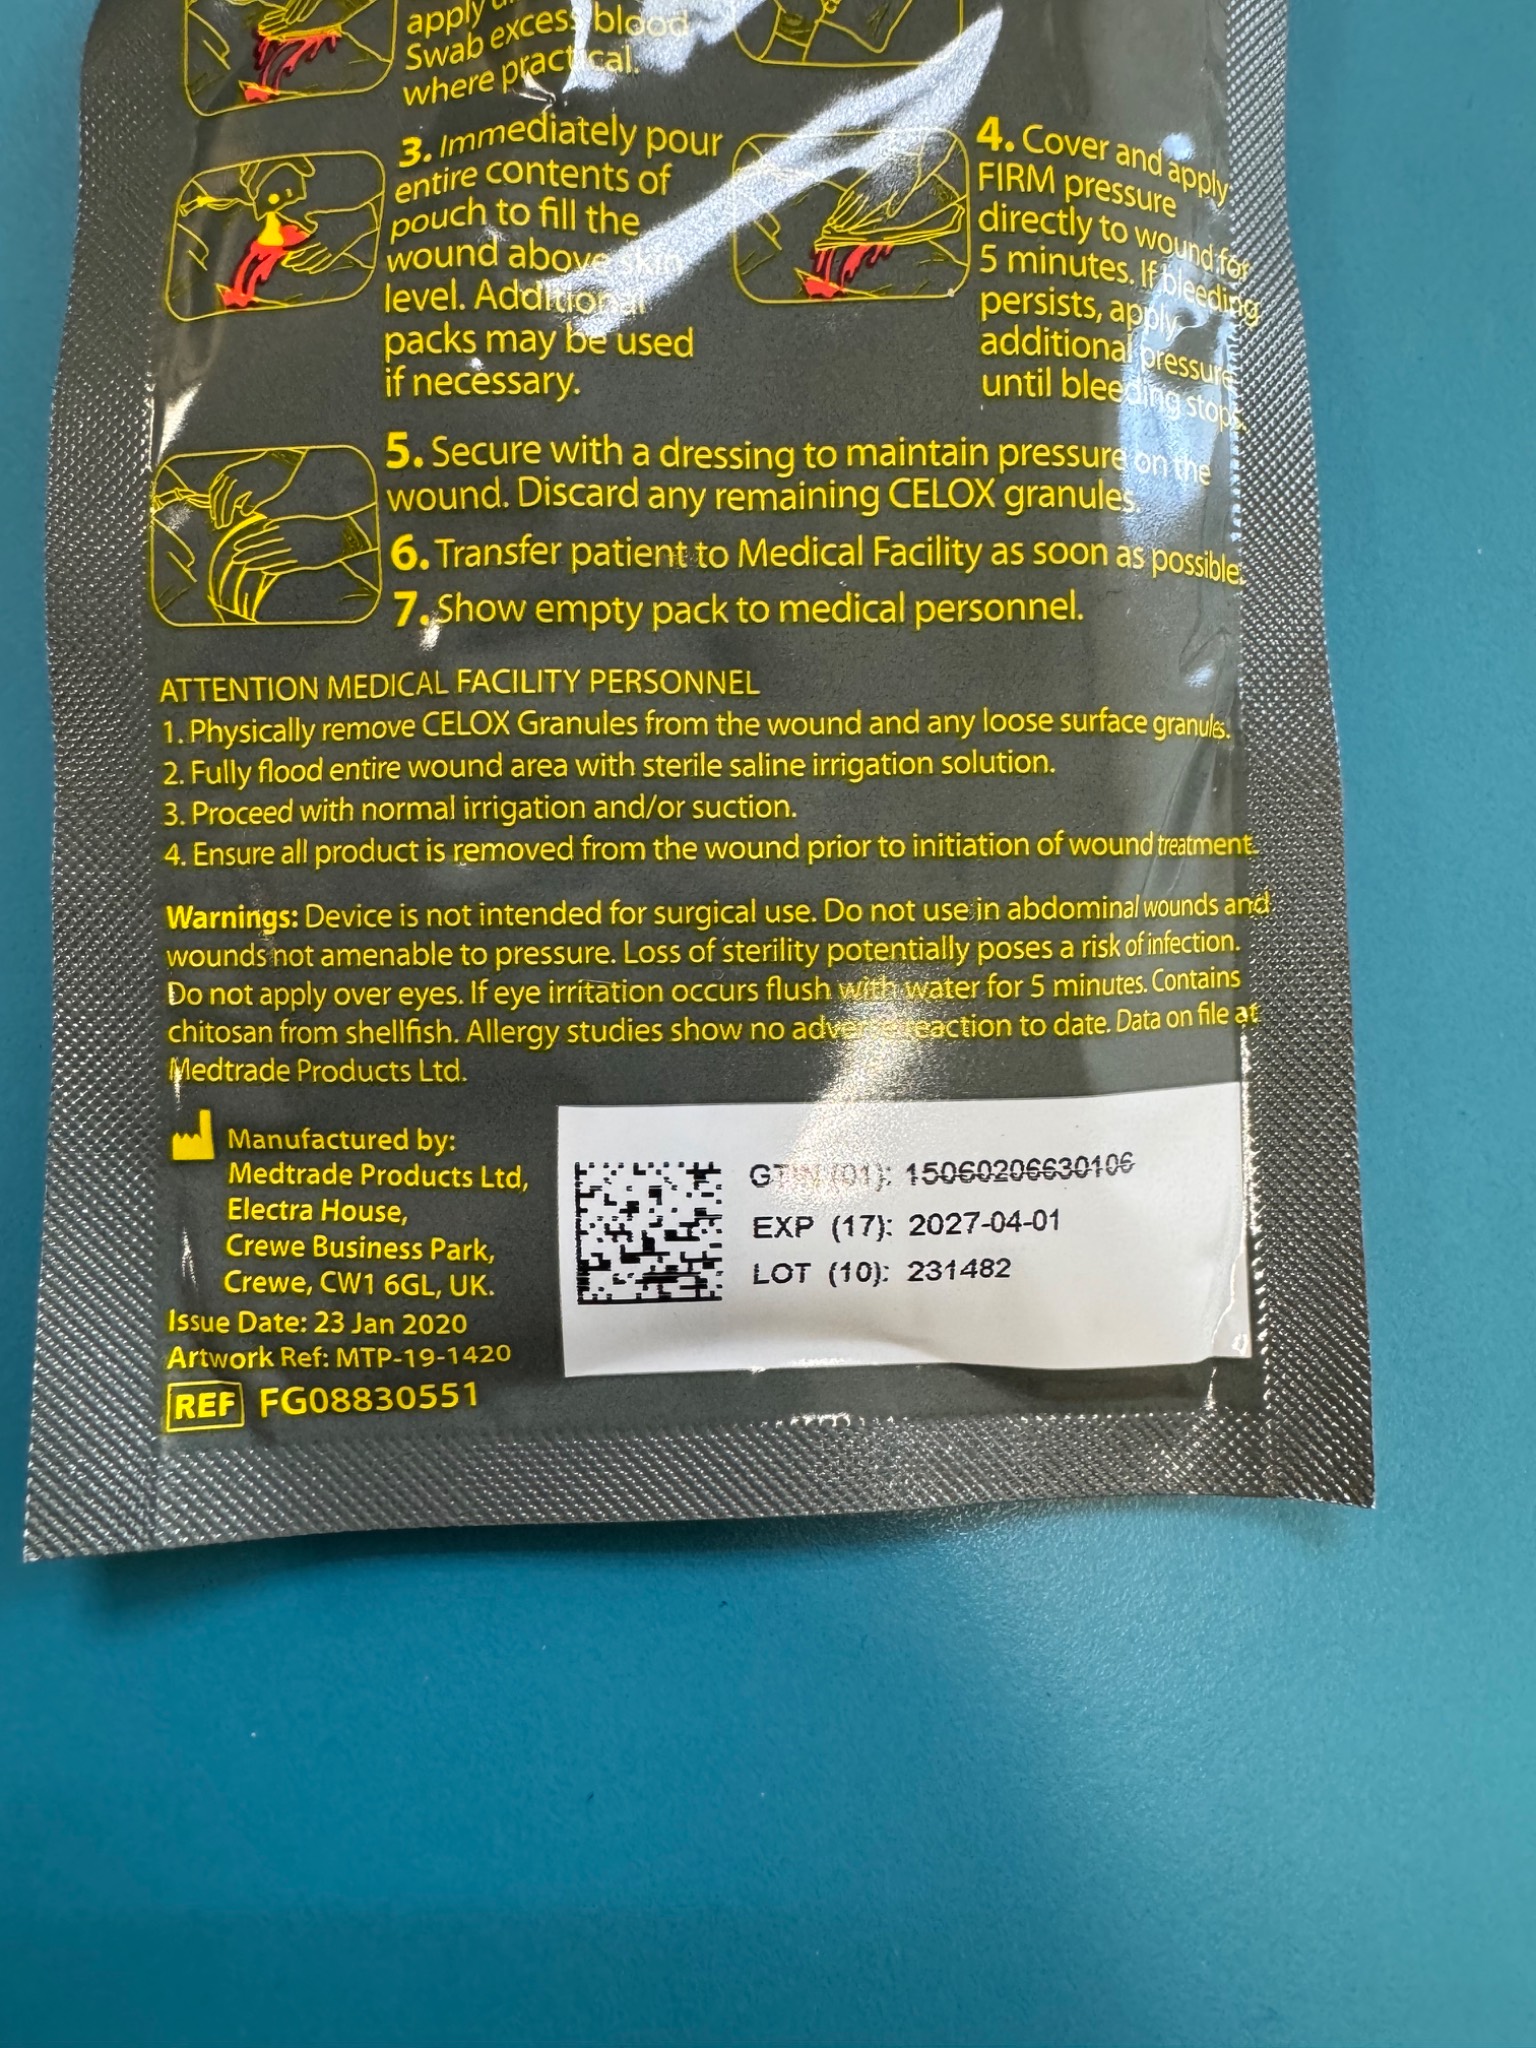 apply
Swab excess blood
where practical.
3. Immediately pour
entire contents of
pouch to fill the
wound above skin
level. Additional
packs may be used
if necessary.
4. Cover and apply
FIRM pressure
directly to wound for
5 minutes. If bleeding
persists, apply
additional pressure
until bleeding stops.
5. Secure with a dressing to maintain pressure on the
wound. Discard any remaining CELOX granules.
6. Transfer patient to Medical Facility as soon as possible.
7. Show empty pack to medical personnel.
ATTENTION MEDICAL FACILITY PERSONNEL
1. Physically remove CELOX Granules from the wound and any loose surface granules.
2. Fully flood entire wound area with sterile saline irrigation solution.
3. Proceed with normal irrigation and/or suction.
4. Ensure all product is removed from the wound prior to initiation of wound treatment.
Warnings: Device is not intended for surgical use. Do not use in abdominal wounds and
wounds not amenable to pressure. Loss of sterility potentially poses a risk of infection.
Do not apply over eyes. If eye irritation occurs flush with water for 5 minutes. Contains
chitosan from shellfish. Allergy studies show no adverse reaction to date. Data on file at
Medtrade Products Ltd.
Manufactured by:
Medtrade Products Ltd,
Electra House,
Crewe Business Park,
Crewe, CW1 6GL, UK.
Issue Date: 23 Jan 2020
Artwork Ref: MTP-19-1420
REF FG08830551
GTIN (01): 15060206630106
EXP (17): 2027-04-01
LOT (10): 231482